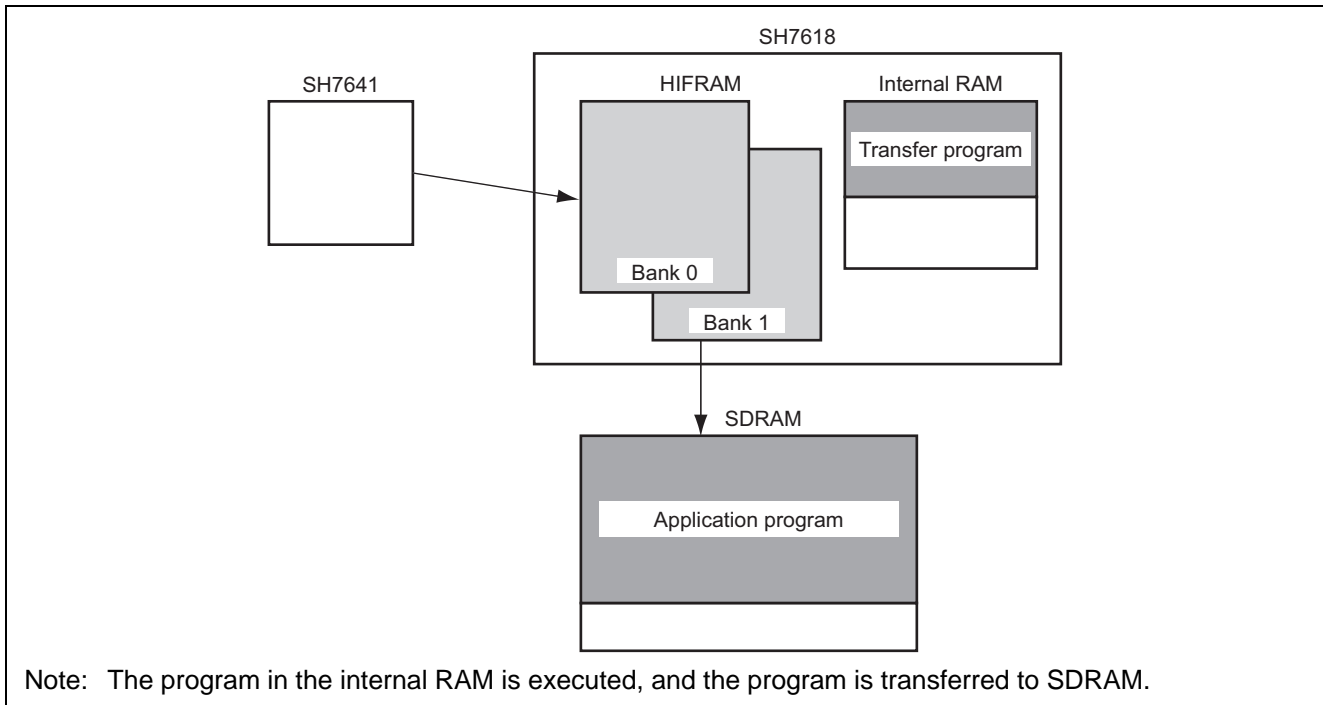 SH7618
SH7641
HIFRAM
Internal RAM
Transfer program
Bank 0
Bank 1
SDRAM
Application program
Note: The program in the internal RAM is executed, and the program is transferred to SDRAM.